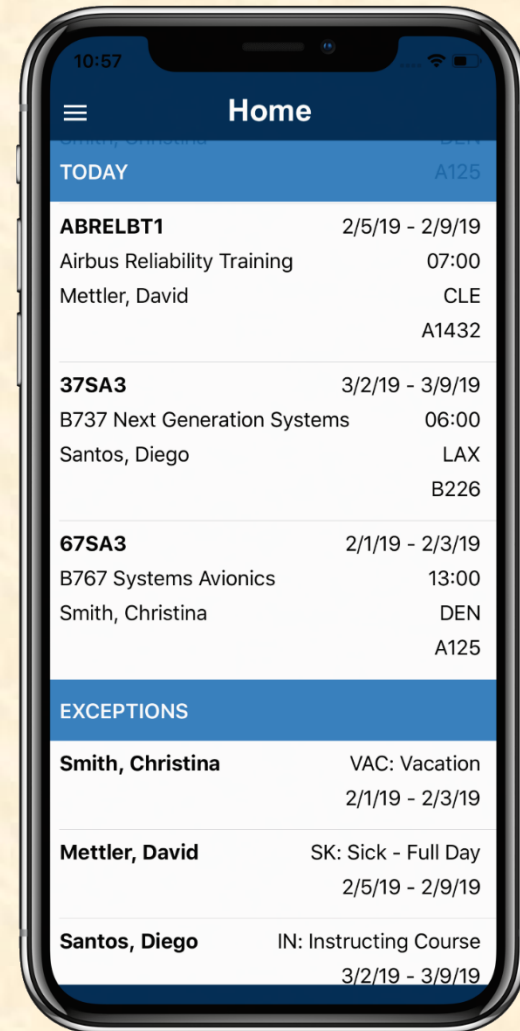 10:57
Home
Smith, Christina DEN
TODAY A125
ABRELBT1 2/5/19 - 2/9/19
Airbus Reliability Training 07:00
Mettler, David CLE
A1432
37SA3 3/2/19 - 3/9/19
B737 Next Generation Systems 06:00
Santos, Diego LAX
B226
67SA3 2/1/19 - 2/3/19
B767 Systems Avionics 13:00
Smith, Christina DEN
A125
EXCEPTIONS
Smith, Christina VAC: Vacation
2/1/19 - 2/3/19
Mettler, David SK: Sick - Full Day
2/5/19 - 2/9/19
Santos, Diego IN: Instructing Course
3/2/19 - 3/9/19